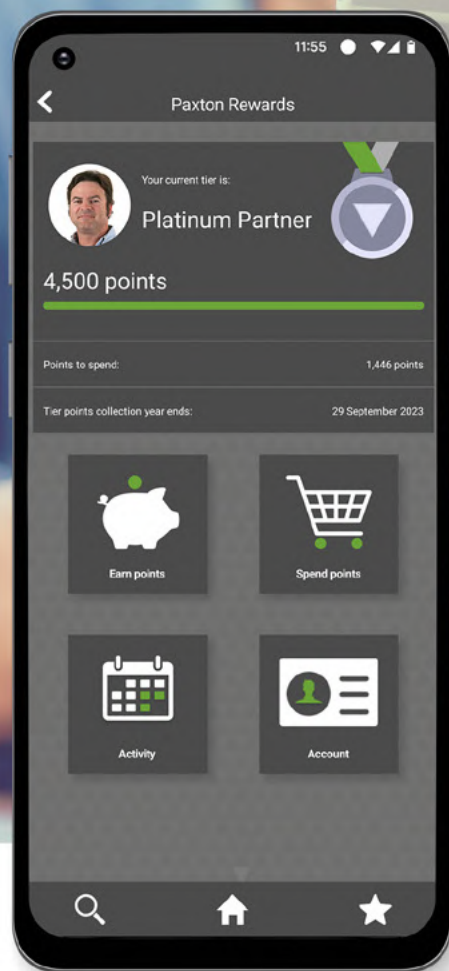 11:55
Paxton Rewards
Your current tier is:
Platinum Partner
4,500 points
Points to spend: 1,446 points
Tier points collection year ends: 29 September 2023
Earn points
Spend points
Activity
Account